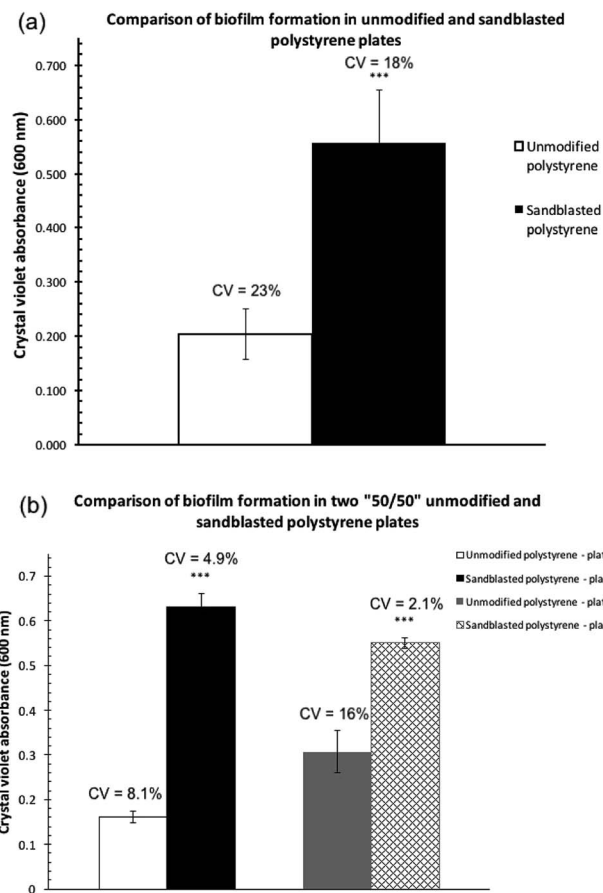 (a)
Comparison of biofilm formation in unmodified and sandblasted
polystyrene plates
CV = 18%
***
0.700
0.600
0.500
0.400
0.300
0.200
0.100
0.000
Crystal violet absorbance (600 nm)
CV = 23%
Unmodified
polystyrene
Sandblasted
polystyrene
(b)
Comparison of biofilm formation in two "50/50" unmodified and
sandblasted polystyrene plates
CV = 4.9%
***
CV = 2.1%
***
CV = 16%
CV = 8.1%
0.7
0.6
0.5
0.4
0.3
0.2
0.1
0
Crystal violet absorbance (600 nm)
Unmodified polystyrene - plat
Sandblasted polystyrene - pla
Unmodified polystyrene - plat
Sandblasted polystyrene - pla